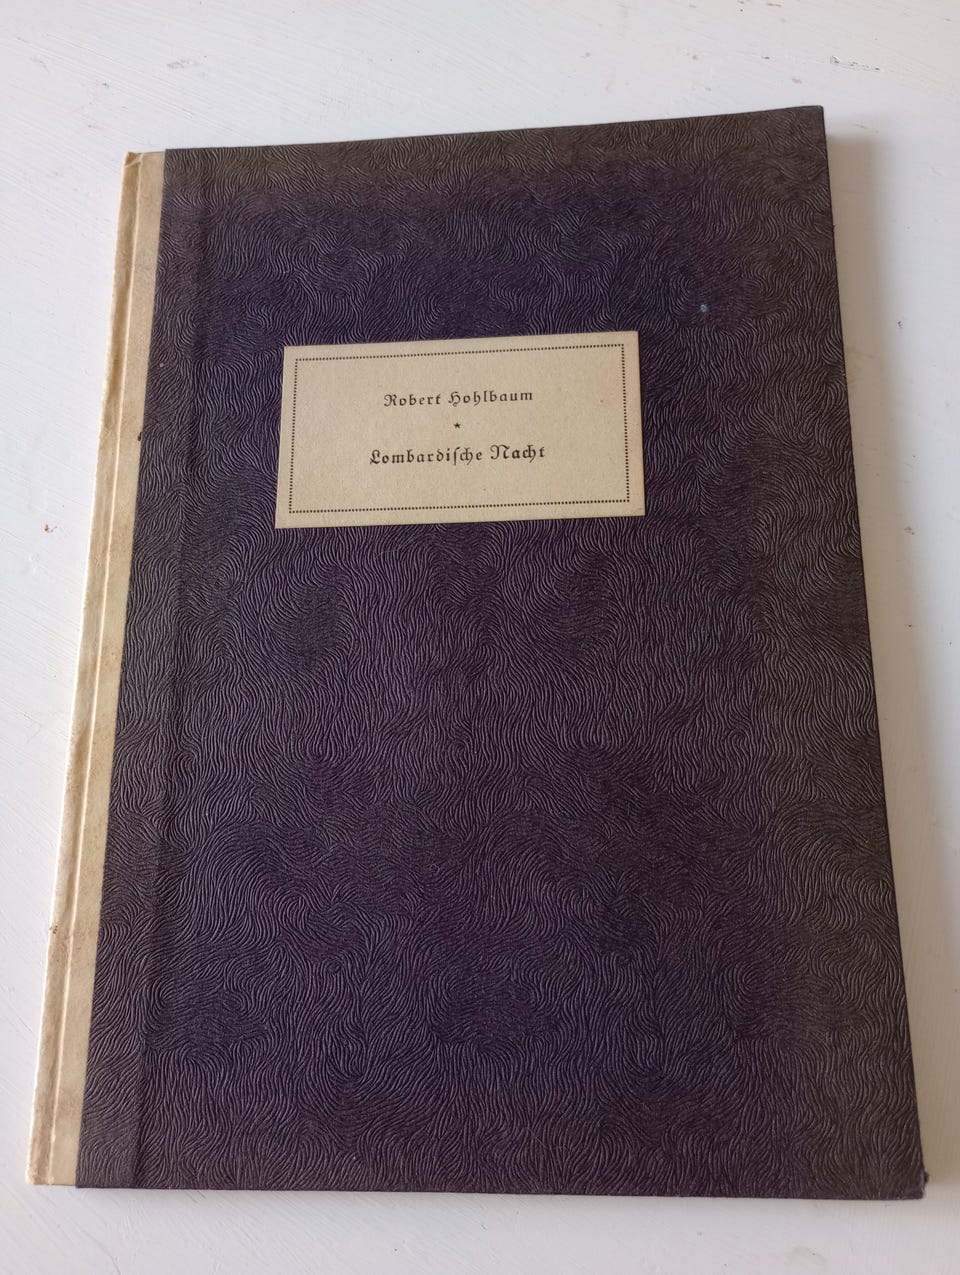 Robert Hohlbaum
⋆
Lombardiſche Nacht